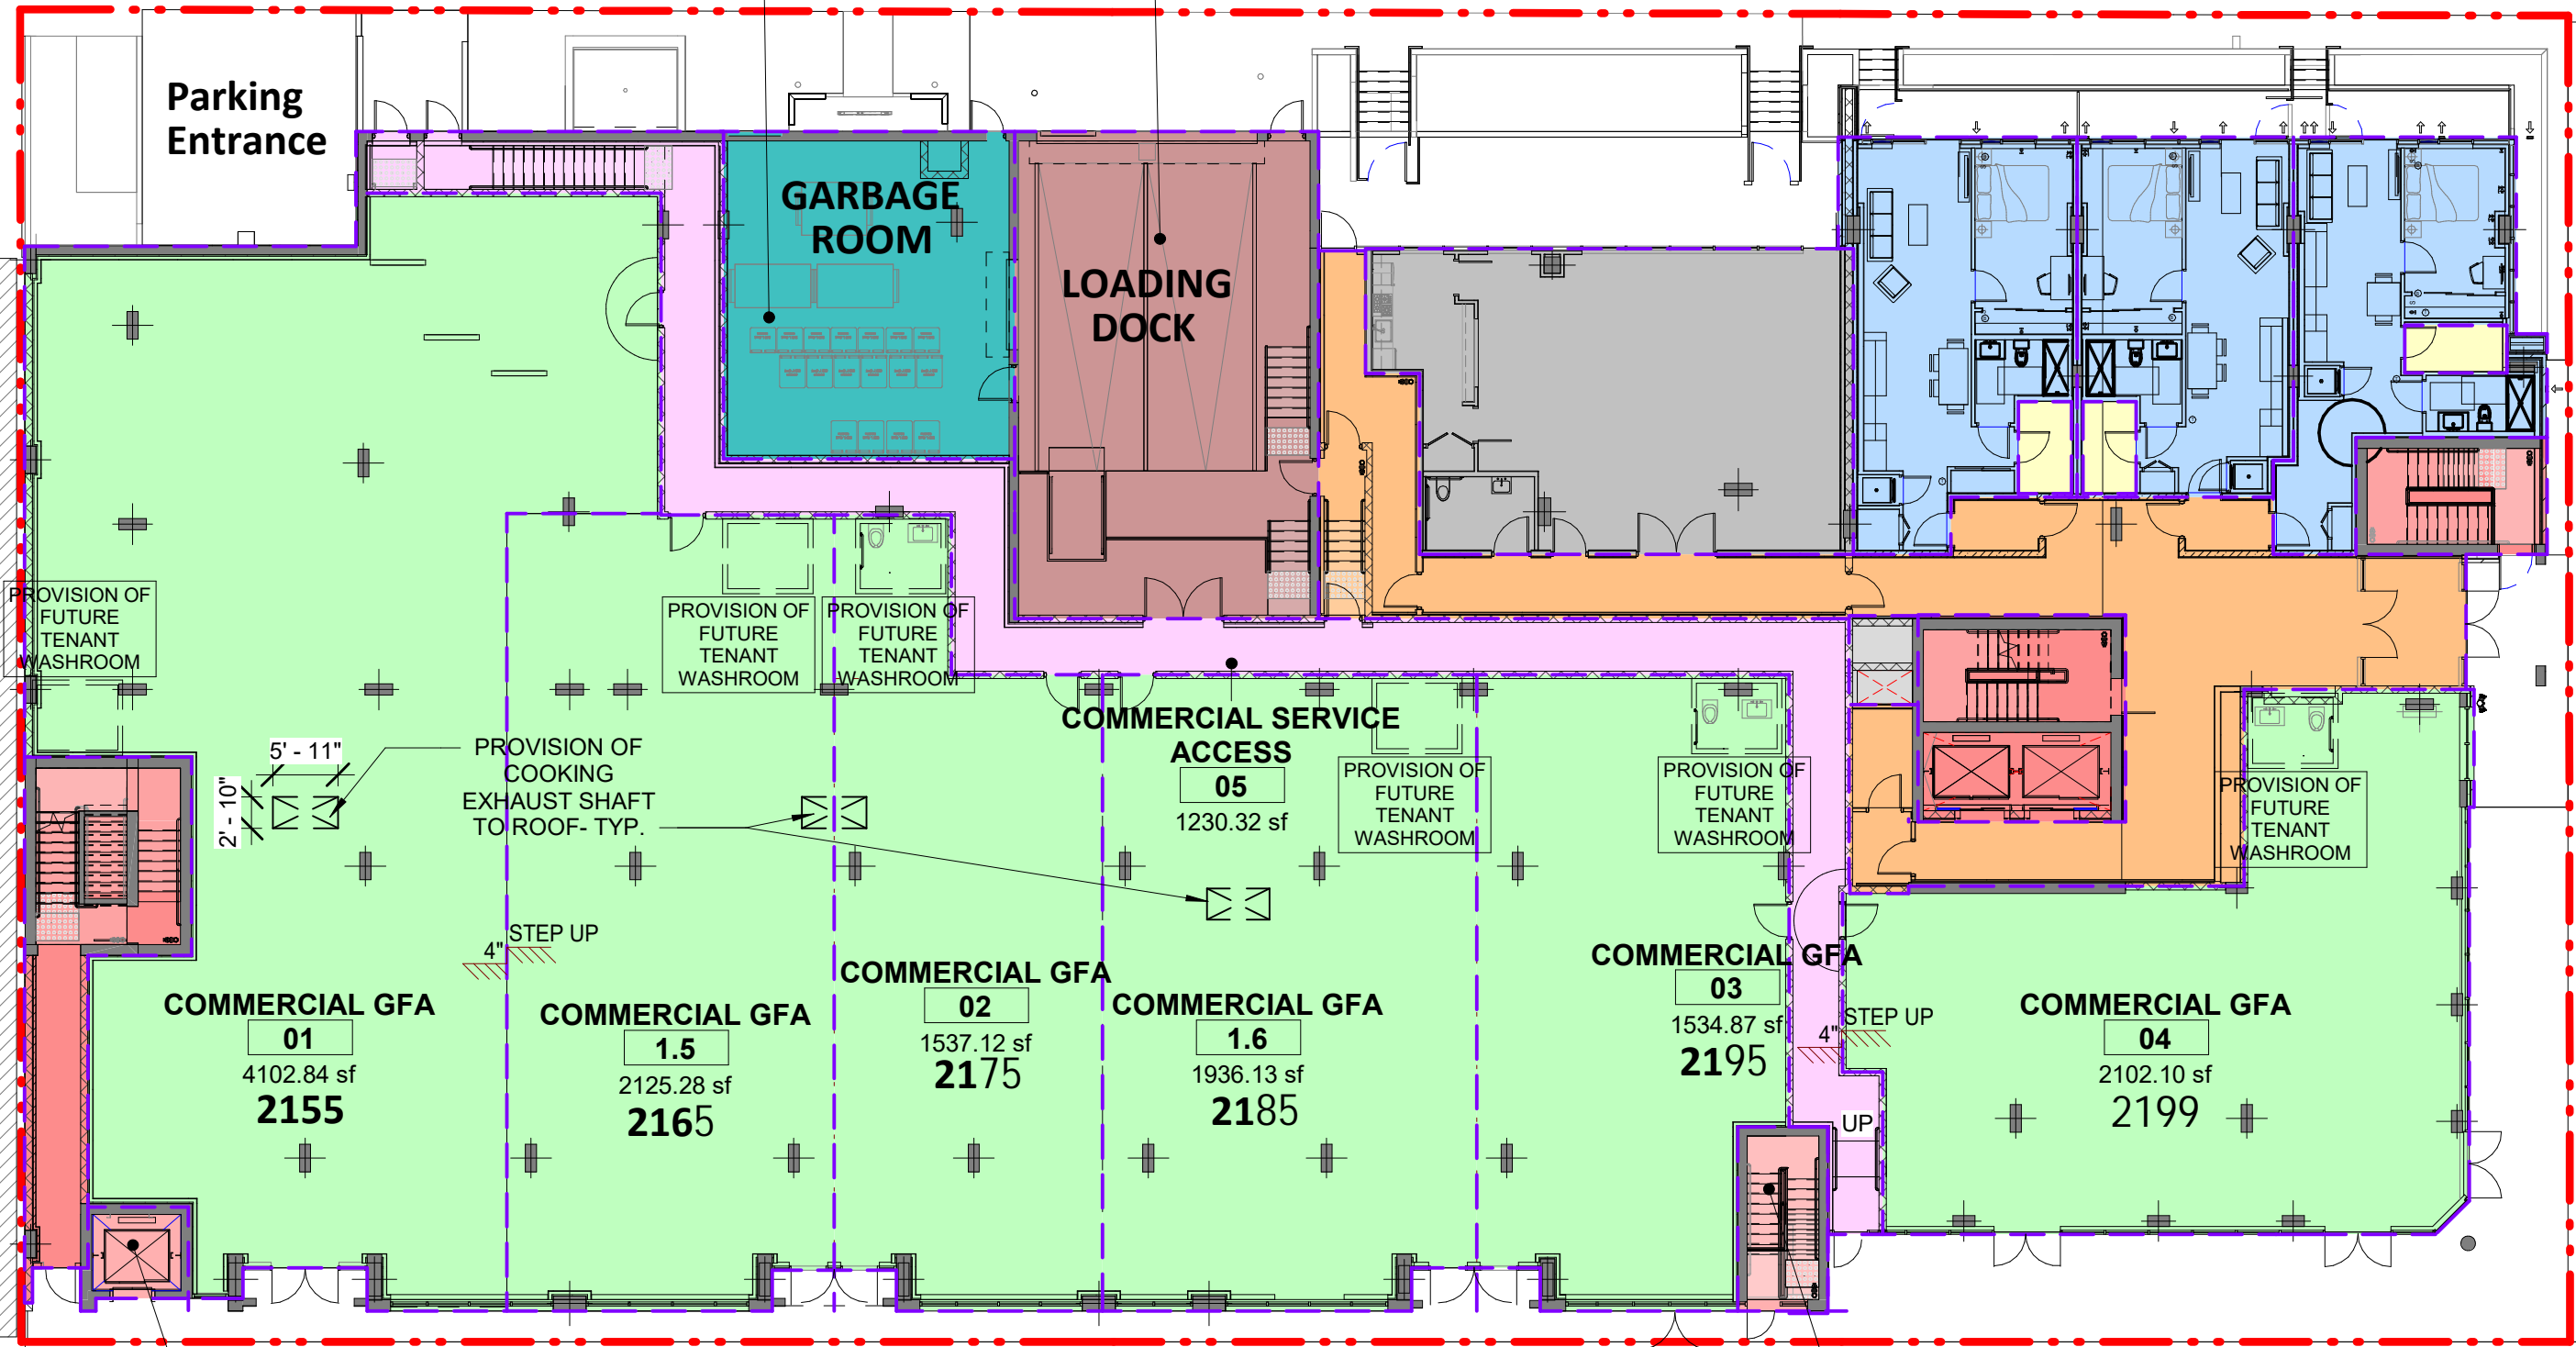 Parking
Entrance
GARBAGE
ROOM
LOADING
DOCK
PROVISION OF
FUTURE
TENANT
WASHROOM
PROVISION OF
FUTURE
TENANT
WASHROOM
PROVISION OF
FUTURE
TENANT
WASHROOM
COMMERCIAL SERVICE
ACCESS
05
1230.32 sf
5' - 11"
2' - 10"
PROVISION OF
COOKING
EXHAUST SHAFT
TO ROOF- TYP.
PROVISION OF
FUTURE
TENANT
WASHROOM
PROVISION OF
FUTURE
TENANT
WASHROOM
PROVISION OF
FUTURE
TENANT
WASHROOM
STEP UP
4"
COMMERCIAL GFA
01
4102.84 sf
2155
COMMERCIAL GFA
1.5
2125.28 sf
2165
COMMERCIAL GFA
02
1537.12 sf
2175
COMMERCIAL GFA
1.6
1936.13 sf
2185
COMMERCIAL GFA
03
1534.87 sf
2195
STEP UP
4"
COMMERCIAL GFA
04
2102.10 sf
2199
UP